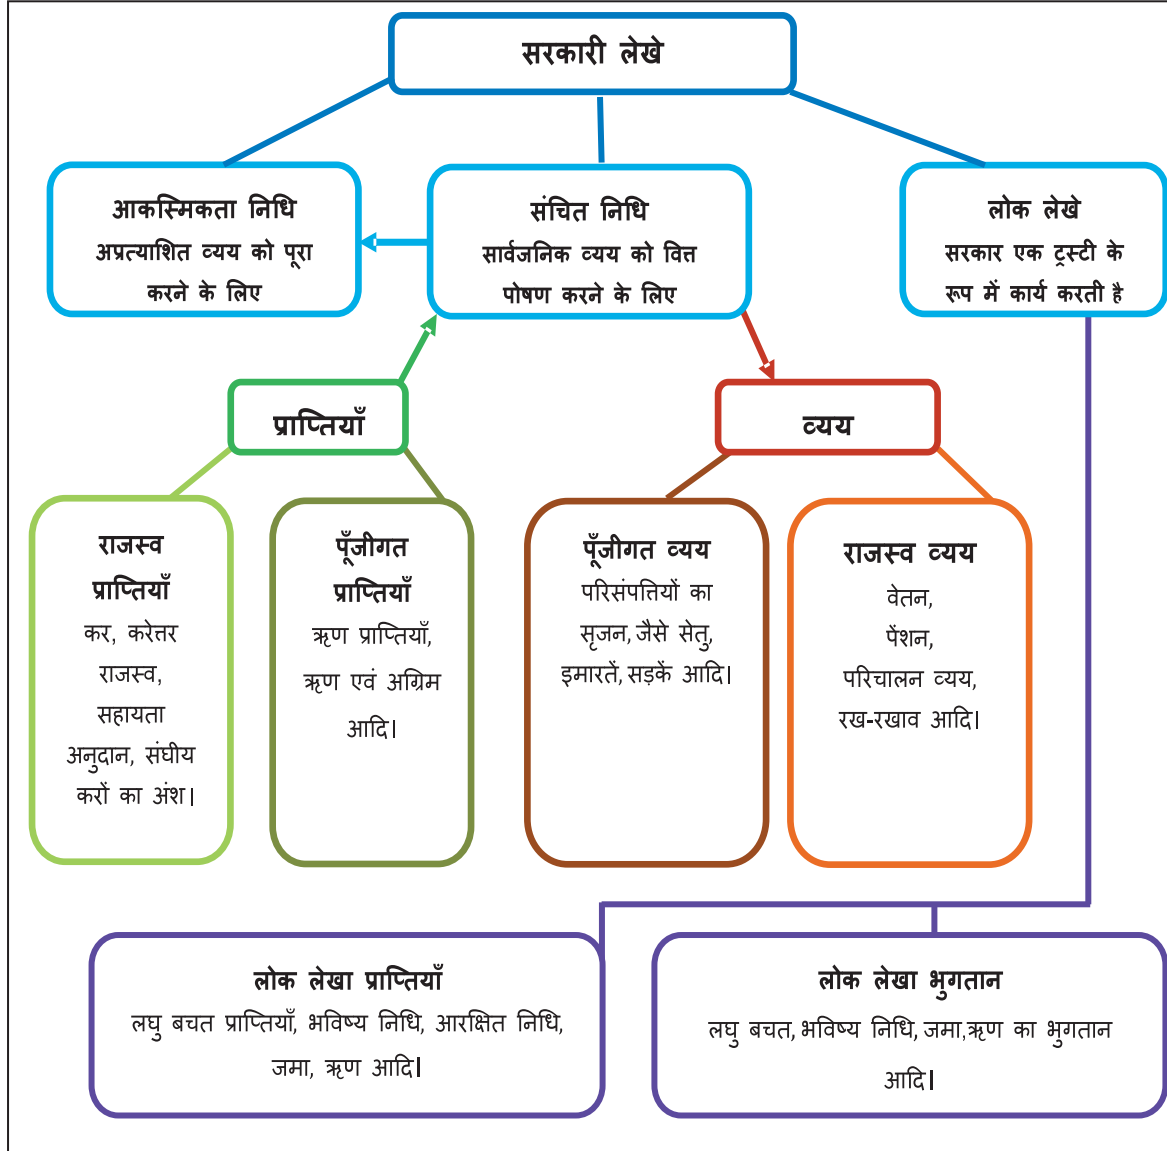 सरकारी लेखे
आकस्मिकता निधि
अप्रत्याशित व्यय को पूरा
करने के लिए
संचित निधि
सार्वजनिक व्यय को वित्त
पोषण करने के लिए
लोक लेखे
सरकार एक ट्रस्टी के
रूप में कार्य करती है
प्राप्तियाँ
व्यय
राजस्व
प्राप्तियाँ
कर, करेत्तर
राजस्व,
सहायता
अनुदान, संघीय
करों का अंश।
पूँजीगत
प्राप्तियाँ
ऋण प्राप्तियाँ,
ऋण एवं अग्रिम
आदि।
पूँजीगत व्यय
परिसंपत्तियों का
सृजन, जैसे सेतु,
इमारतें, सड़कें आदि।
राजस्व व्यय
वेतन,
पेंशन,
परिचालन व्यय,
रख-रखाव आदि।
लोक लेखा प्राप्तियाँ
लघु बचत प्राप्तियाँ, भविष्य निधि, आरक्षित निधि,
जमा, ऋण आदि।
लोक लेखा भुगतान
लघु बचत, भविष्य निधि, जमा,ऋण का भुगतान
आदि।